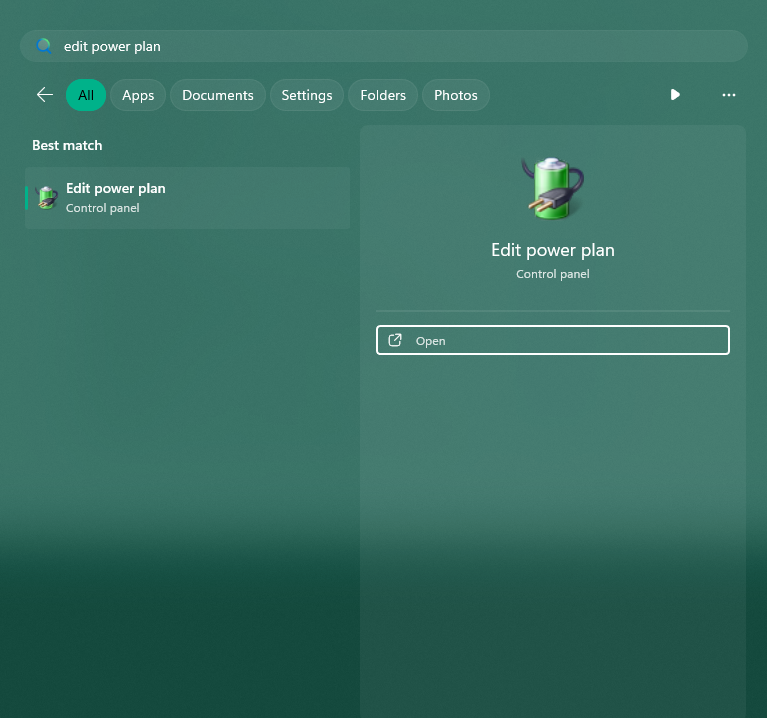 edit power plan
All
Apps
Documents
Settings
Folders
Photos
Best match
Edit power plan
Control panel
Edit power plan
Control panel
Open